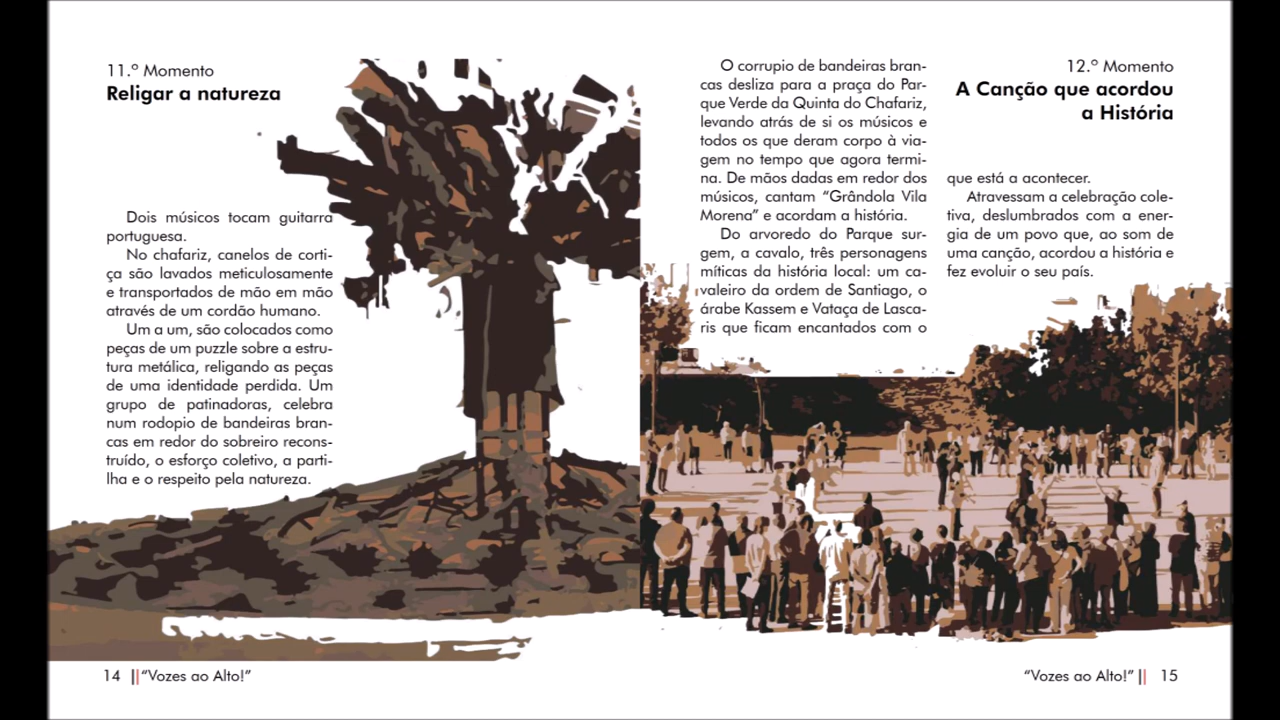 11.º Momento
Religar a natureza
Dois músicos tocam guitarra
portuguesa.
No chafariz, canelos de corti-
ça são lavados meticulosamente
e transportados de mão em mão
através de um cordão humano.
Um a um, são colocados como
peças de um puzzle sobre a estru-
tura metálica, religando as peças
de uma identidade perdida. Um
grupo de patinadoras, celebra
num rodopio de bandeiras bran-
cas em redor do sobreiro recons-
truído, o esforço coletivo, a parti-
lha e o respeito pela natureza.
14 || “Vozes ao Alto!”
12.º Momento
A Canção que acordou
a História
O corrupio de bandeiras bran-
cas desliza para a praça do Par-
que Verde da Quinta do Chafariz,
levando atrás de si os músicos e
todos os que deram corpo à via-
gem no tempo que agora termi-
na. De mãos dadas em redor dos
músicos, cantam “Grândola Vila
Morena” e acordam a história.
Do arvoredo do Parque sur-
gem, a cavalo, três personagens
míticas da história local: um ca-
valeiro da ordem de Santiago, o
árabe Kassem e Vataça de Lasca-
ris que ficam encantados com o
que está a acontecer.
Atravessam a celebração cole-
tiva, deslumbrados com a ener-
gia de um povo que, ao som de
uma canção, acordou a história e
fez evoluir o seu país.
“Vozes ao Alto!” || 15